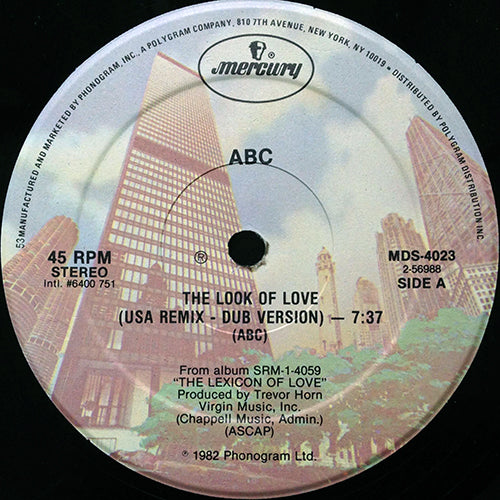 53 MANUFACTURED AND MARKETED BY PHONOGRAM, INC., A POLYGRAM COMPANY, 810 7TH AVENUE, NEW YORK, N.Y. 10019 • DISTRIBUTED BY POLYGRAM DISTRIBUTION INC.
mercury ®
ABC
45 RPM
STEREO
intl. #6400 751
℗
MDS-4023
2-56988
SIDE A
THE LOOK OF LOVE
(USA REMIX - DUB VERSION) — 7:37
(ABC)
From album SRM-1-4059
"THE LEXICON OF LOVE"
Produced by Trevor Horn
Virgin Music, Inc.
(Chappell Music, Admin.)
(ASCAP)
℗ 1982 Phonogram Ltd.